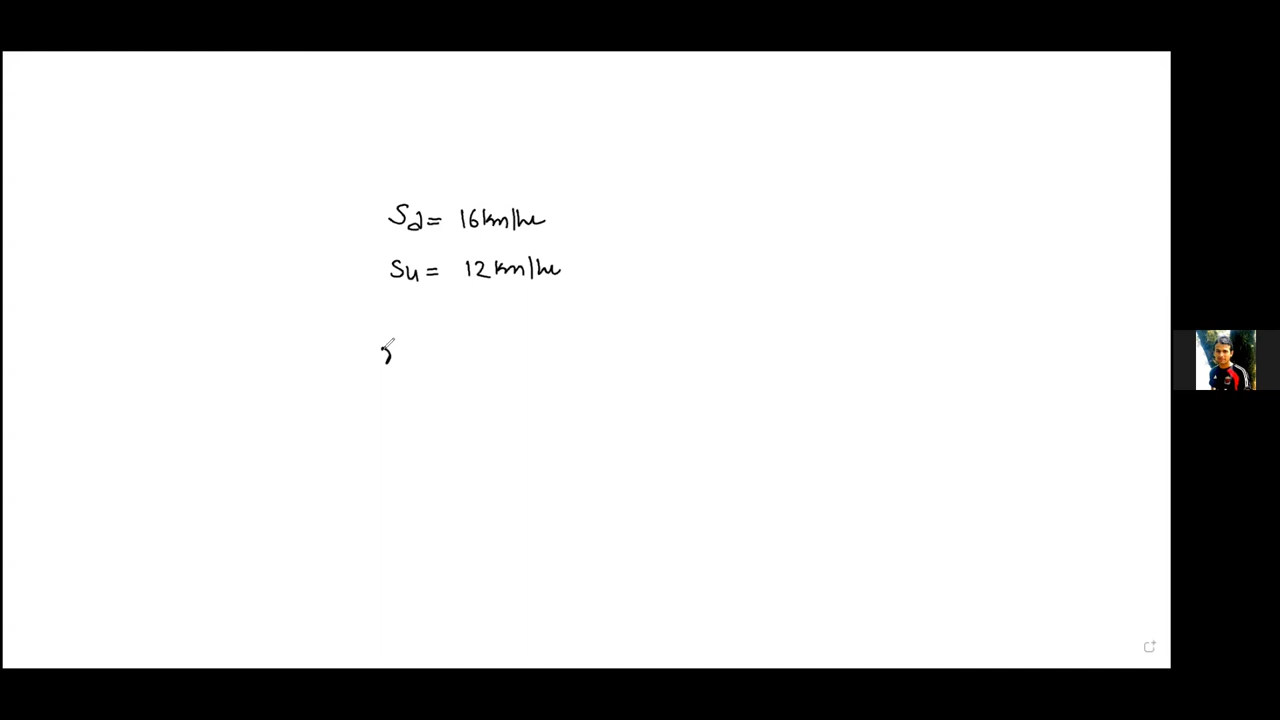 Sd = 16km/hr
Su = 12km/hr